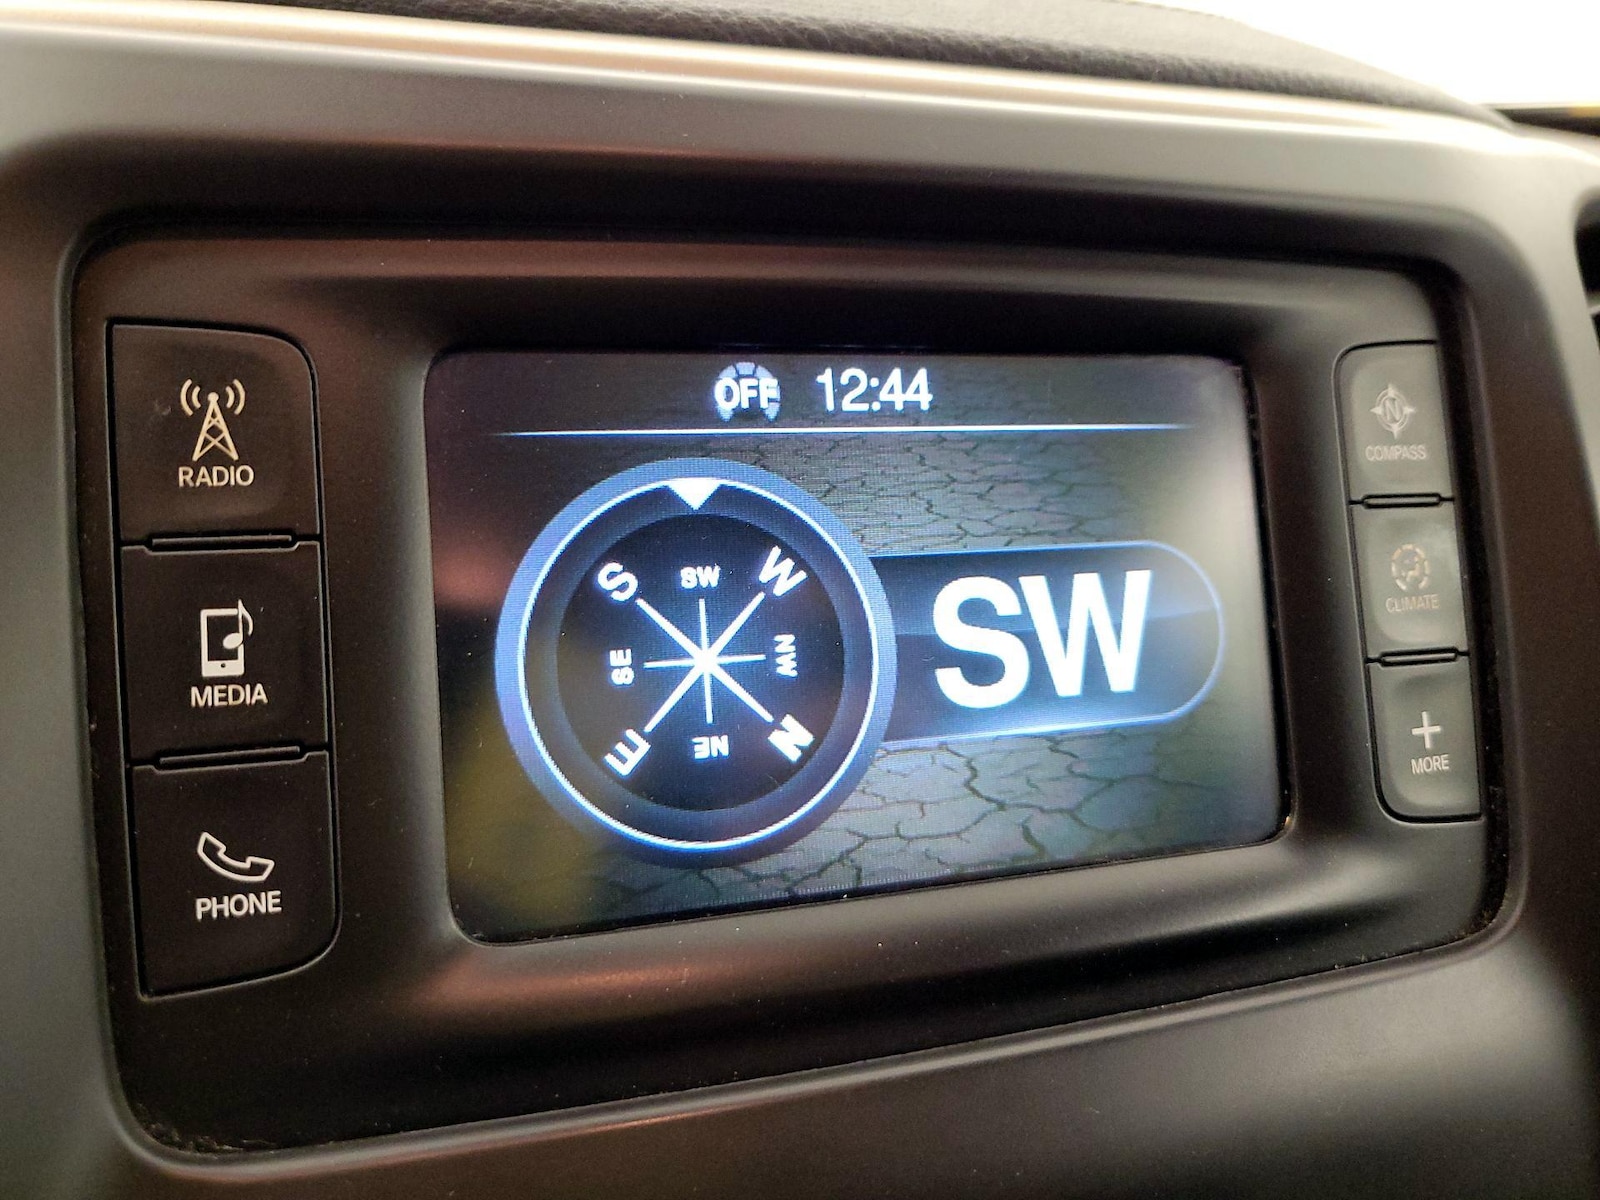 OFF 12:44
RADIO
MEDIA
PHONE
SW
S
W
SE
NW
E
NE
N
SW
N
COMPASS
CLIMATE
MORE